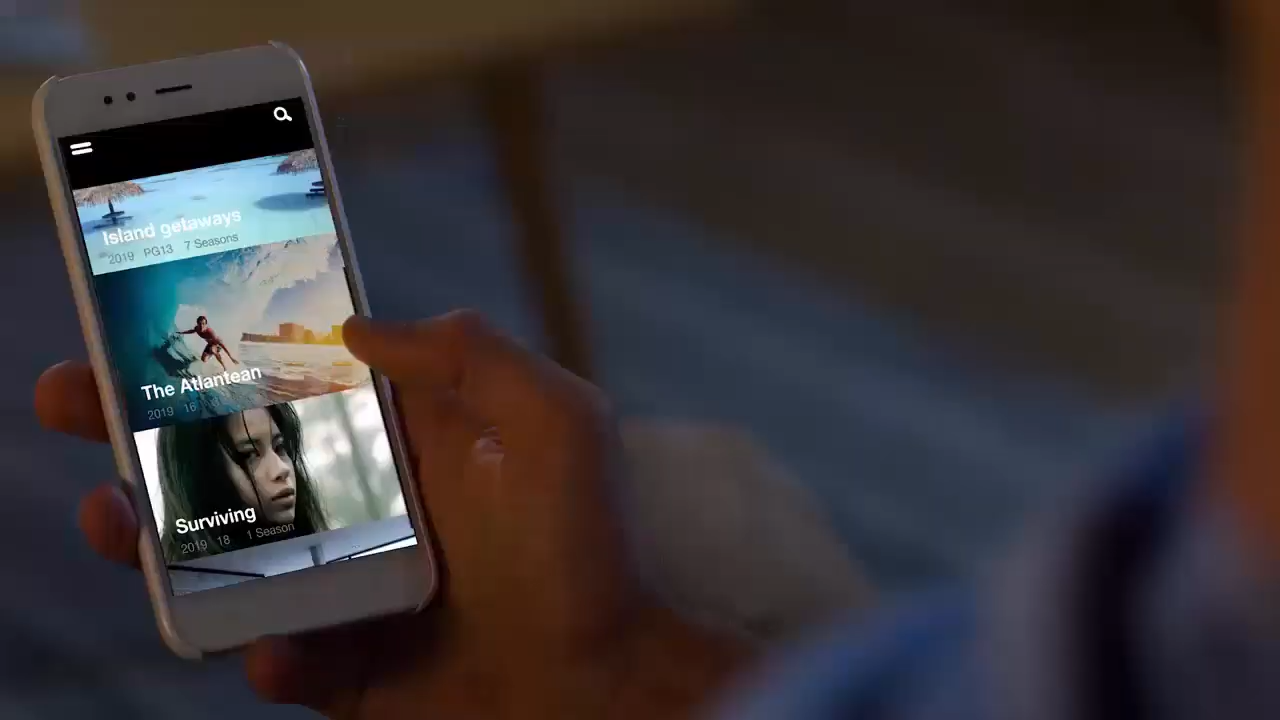 Island getaways
2019 PG13 7 Seasons
The Atlantean
2019 16
Surviving
2019 18 1 Season